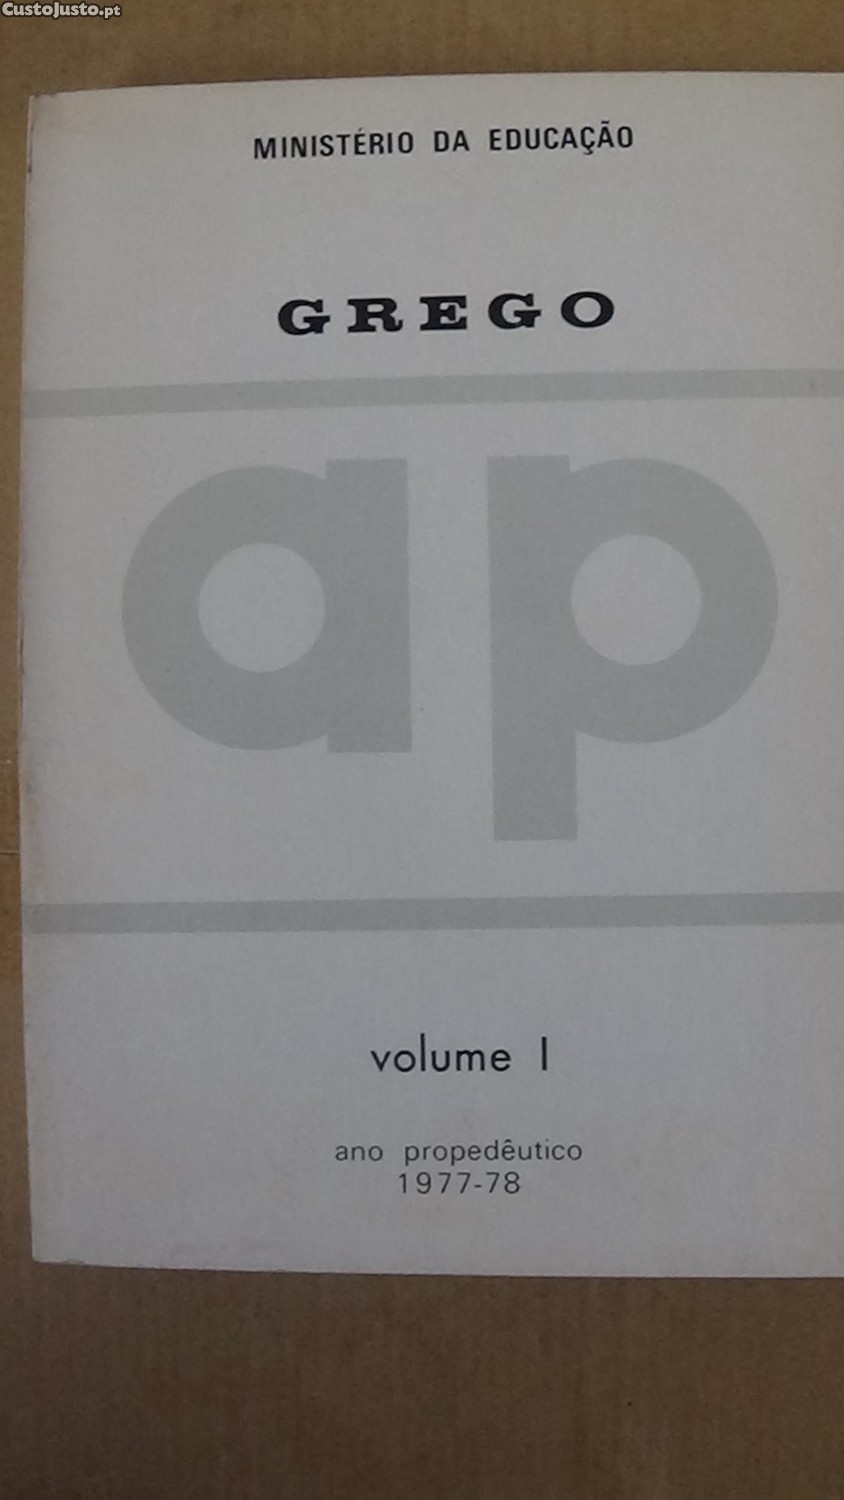 CustoJusto.pt
MINISTÉRIO DA EDUCAÇÃO
GREGO
ap
volume I
ano propedêutico
1977-78